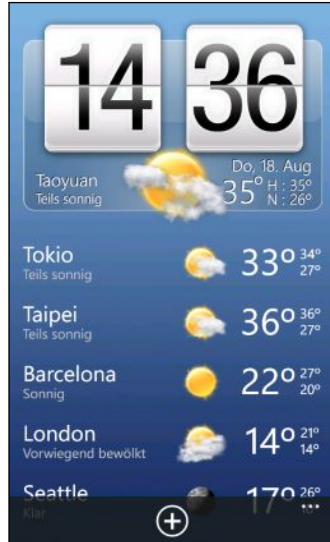 14 36
Do, 18. Aug
Taoyuan 35° H : 35°
Teils sonnig N : 26°
Tokio 33° 34°
Teils sonnig 27°
Taipei 36° 36°
Teils sonnig 27°
Barcelona 22° 27°
Sonnig 20°
London 14° 21°
Vorwiegend bewölkt 14°
Seattle 17° 26°
Klar